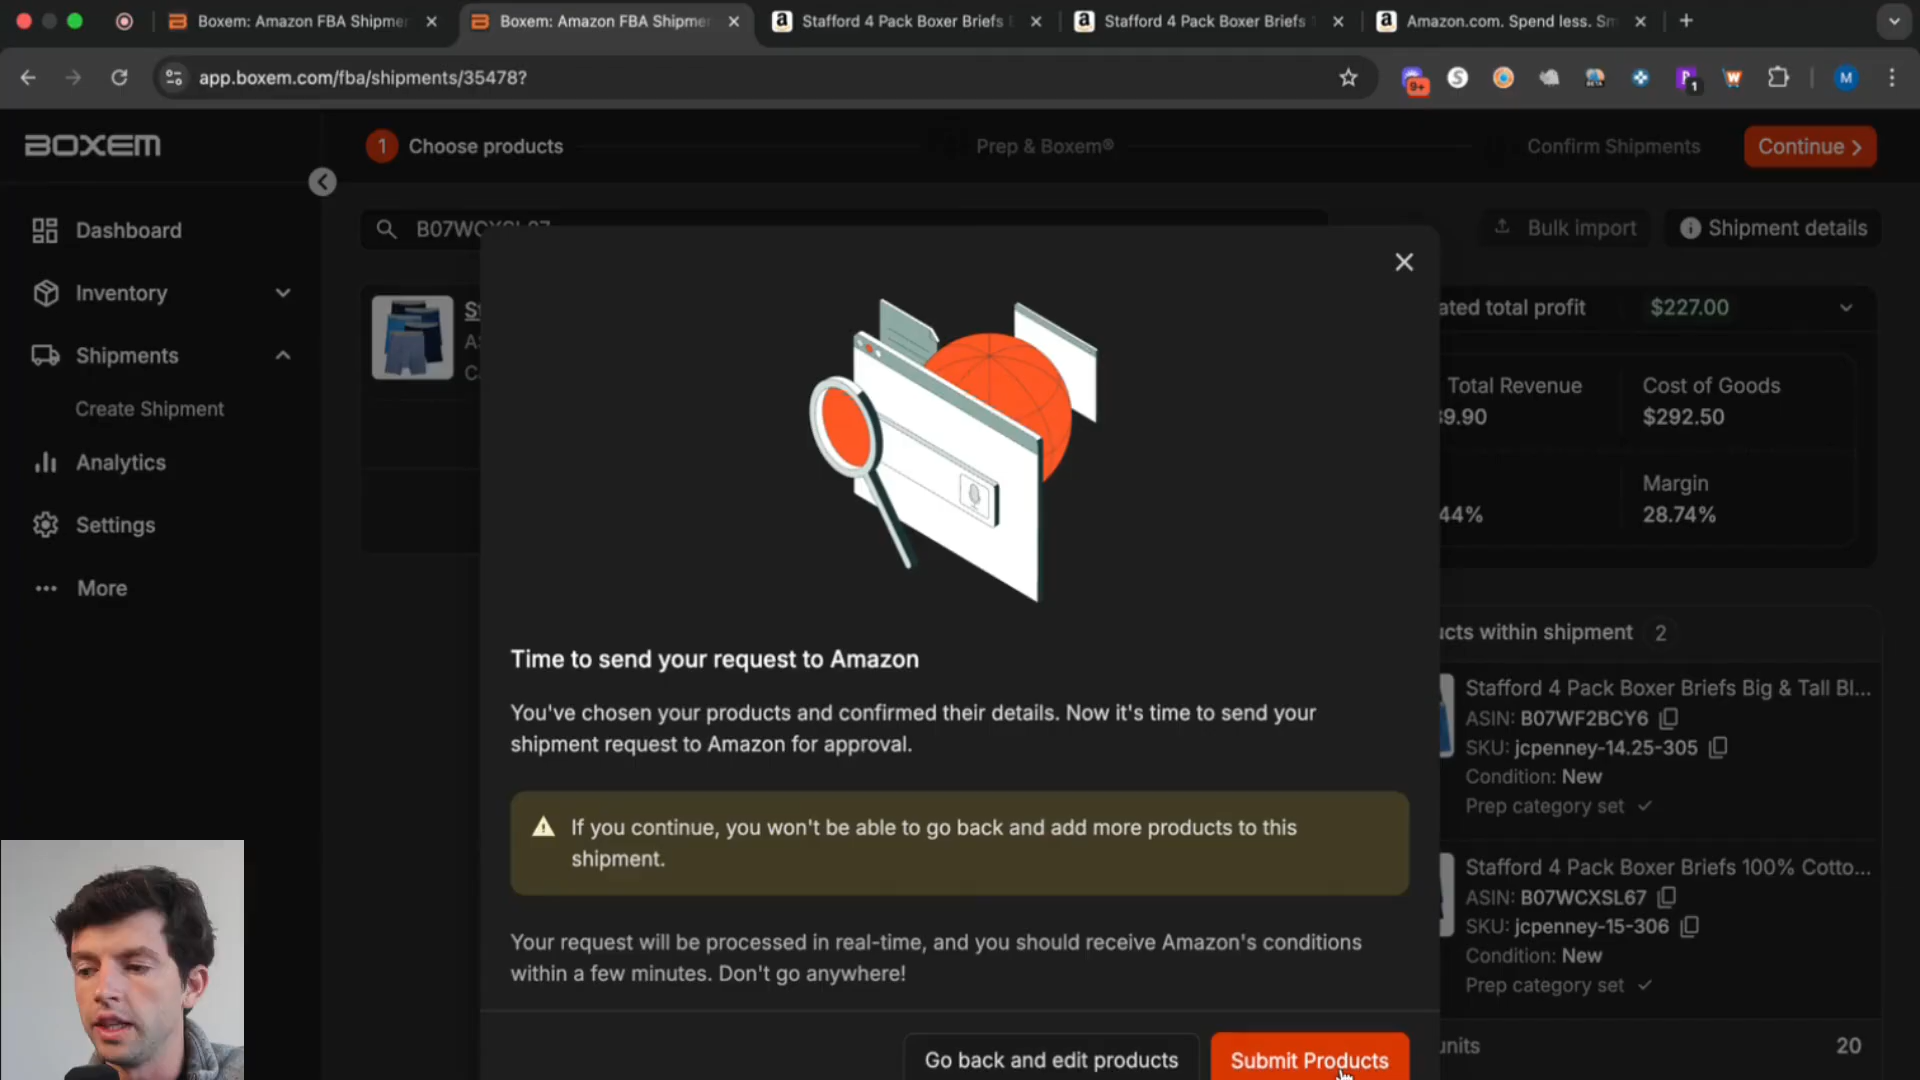 Boxem: Amazon FBA Shipmer
Boxem: Amazon FBA Shipmer
Stafford 4 Pack Boxer Briefs
Stafford 4 Pack Boxer Briefs
Amazon.com. Spend less. Sm
app.boxem.com/fba/shipments/35478?
9+
1
M
BOXEM
1 Choose products
Prep & Boxem®
Confirm Shipments
Continue
Dashboard
Inventory
Shipments
Create Shipment
Analytics
Settings
More
Bulk import
Shipment details
ated total profit $227.00
Total Revenue
9.90
Cost of Goods
$292.50
44%
Margin
28.74%
Time to send your request to Amazon
You've chosen your products and confirmed their details. Now it's time to send your
shipment request to Amazon for approval.
If you continue, you won't be able to go back and add more products to this
shipment.
Your request will be processed in real-time, and you should receive Amazon's conditions
within a few minutes. Don't go anywhere!
Go back and edit products
Submit Products
ucts within shipment 2
Stafford 4 Pack Boxer Briefs Big & Tall Bl...
ASIN: B07WF2BCY6
SKU: jcpenney-14.25-305
Condition: New
Prep category set
Stafford 4 Pack Boxer Briefs 100% Cotto...
ASIN: B07WCXSL67
SKU: jcpenney-15-306
Condition: New
Prep category set
units 20